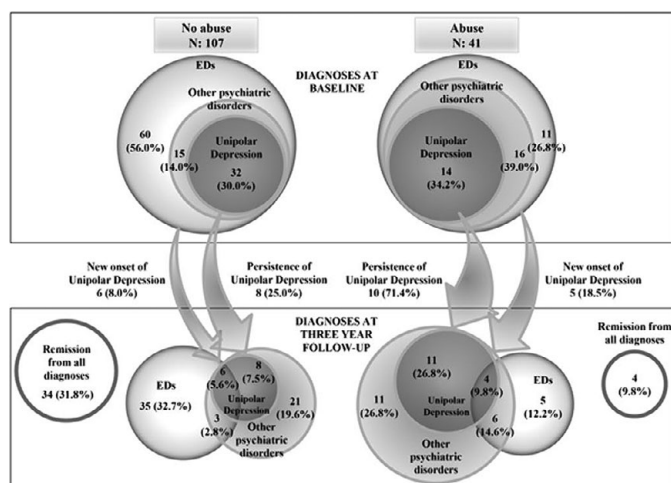 No abuse
N: 107
Abuse
N: 41
DIAGNOSES AT
BASELINE
EDs
Other psychiatric
disorders
60
(56.0%)
15
(14.0%)
Unipolar
Depression
32
(30.0%)
EDs
Other psychiatric
disorders
Unipolar
Depression
14
(34.2%)
16
(39.0%)
11
(26.8%)
New onset of
Unipolar Depression
6 (8.0%)
Persistence of
Unipolar Depression
8 (25.0%)
Persistence of
Unipolar Depression
10 (71.4%)
New onset of
Unipolar Depression
5 (18.5%)
DIAGNOSES AT
THREE YEAR
FOLLOW-UP
Remission
from all
diagnoses
34 (31.8%)
EDs
35 (32.7%)
6
(5.6%)
8
(7.5%)
Unipolar
Depression
3
(2.8%)
21
(19.6%)
Other
psychiatric
disorders
11
(26.8%)
11
(26.8%)
Unipolar
Depression
4
(9.8%)
6
(14.6%)
Other
psychiatric
disorders
EDs
5
(12.2%)
Remission from
all diagnoses
4
(9.8%)